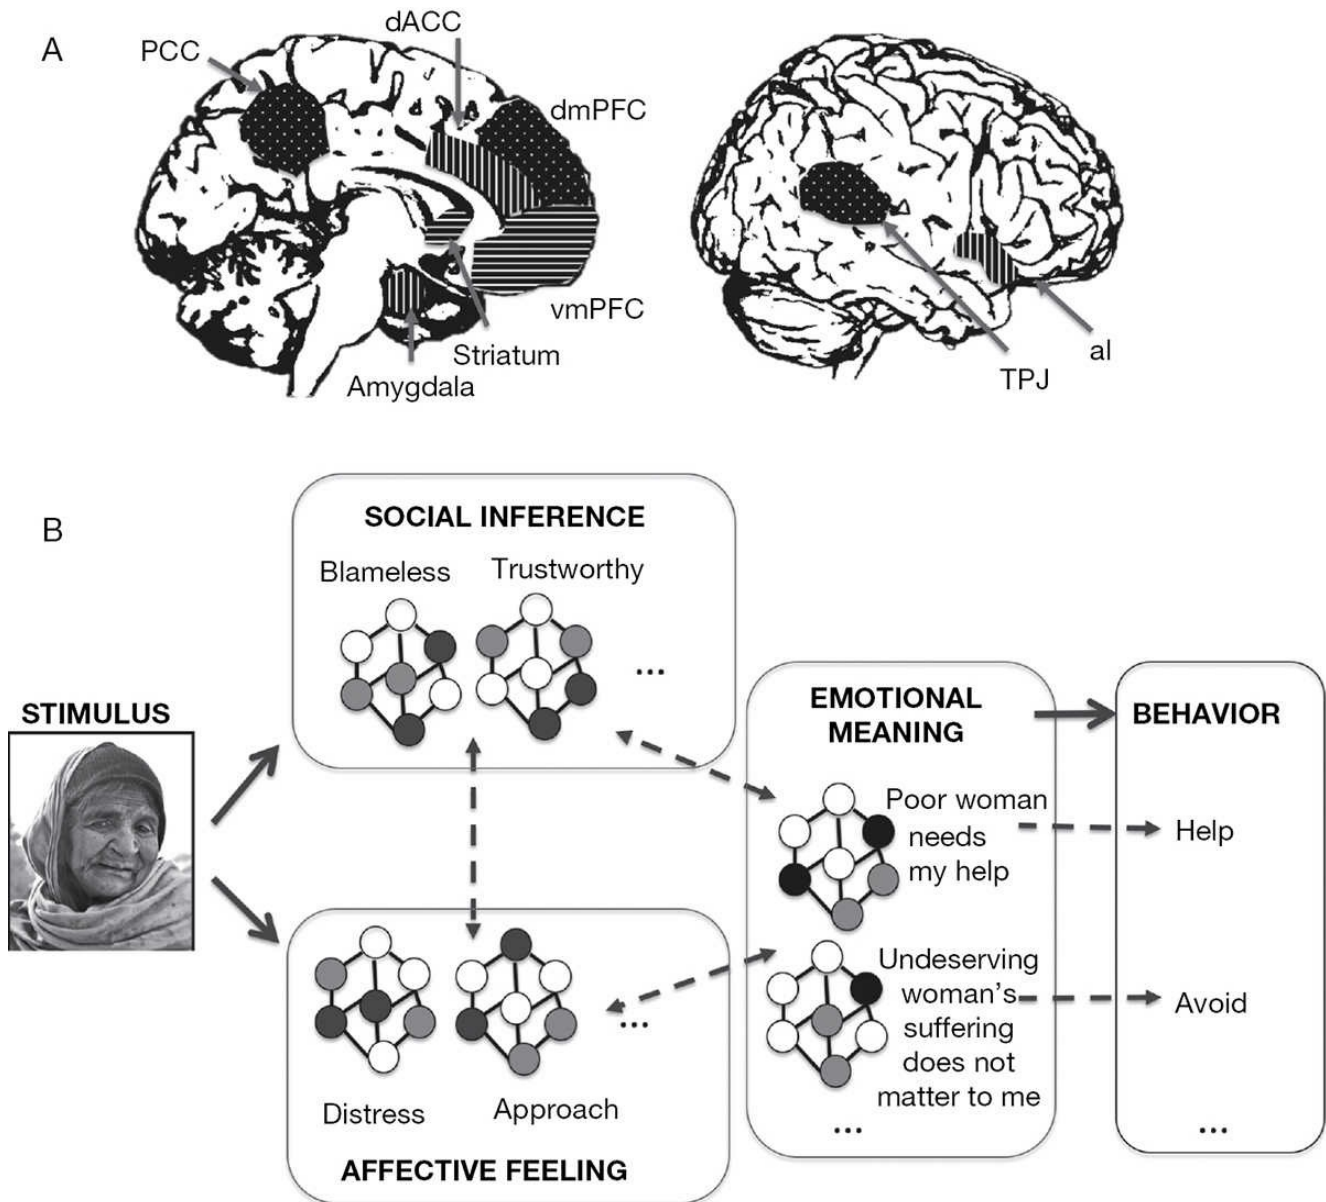 A
PCC
dACC
dmPFC
vmPFC
Striatum
Amygdala
aI
TPJ
B
SOCIAL INFERENCE
Blameless
Trustworthy
...
STIMULUS
EMOTIONAL
MEANING
BEHAVIOR
Poor woman
needs
my help
Help
Undeserving
woman's
suffering
does not
matter to me
Avoid
...
...
...
Distress
Approach
AFFECTIVE FEELING